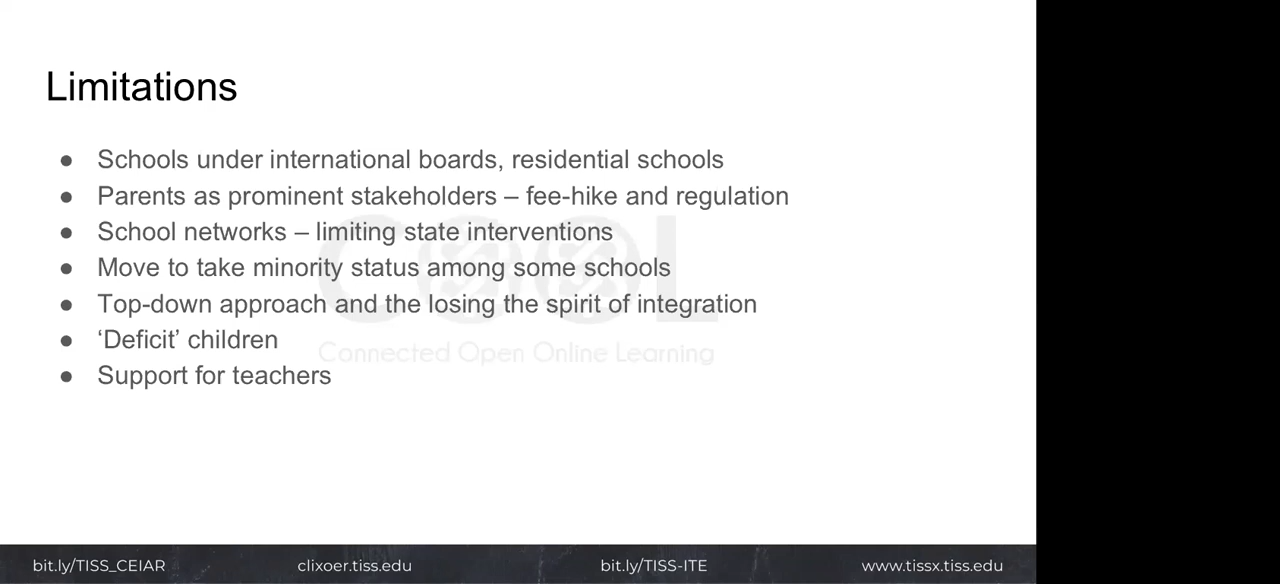 Limitations
● Schools under international boards, residential schools
● Parents as prominent stakeholders – fee-hike and regulation
● School networks – limiting state interventions
● Move to take minority status among some schools
● Top-down approach and the losing the spirit of integration
● ‘Deficit’ children
● Support for teachers
COOL
Connected Open Online Learning
bit.ly/TISS_CEIAR clixoer.tiss.edu bit.ly/TISS-ITE www.tissx.tiss.edu